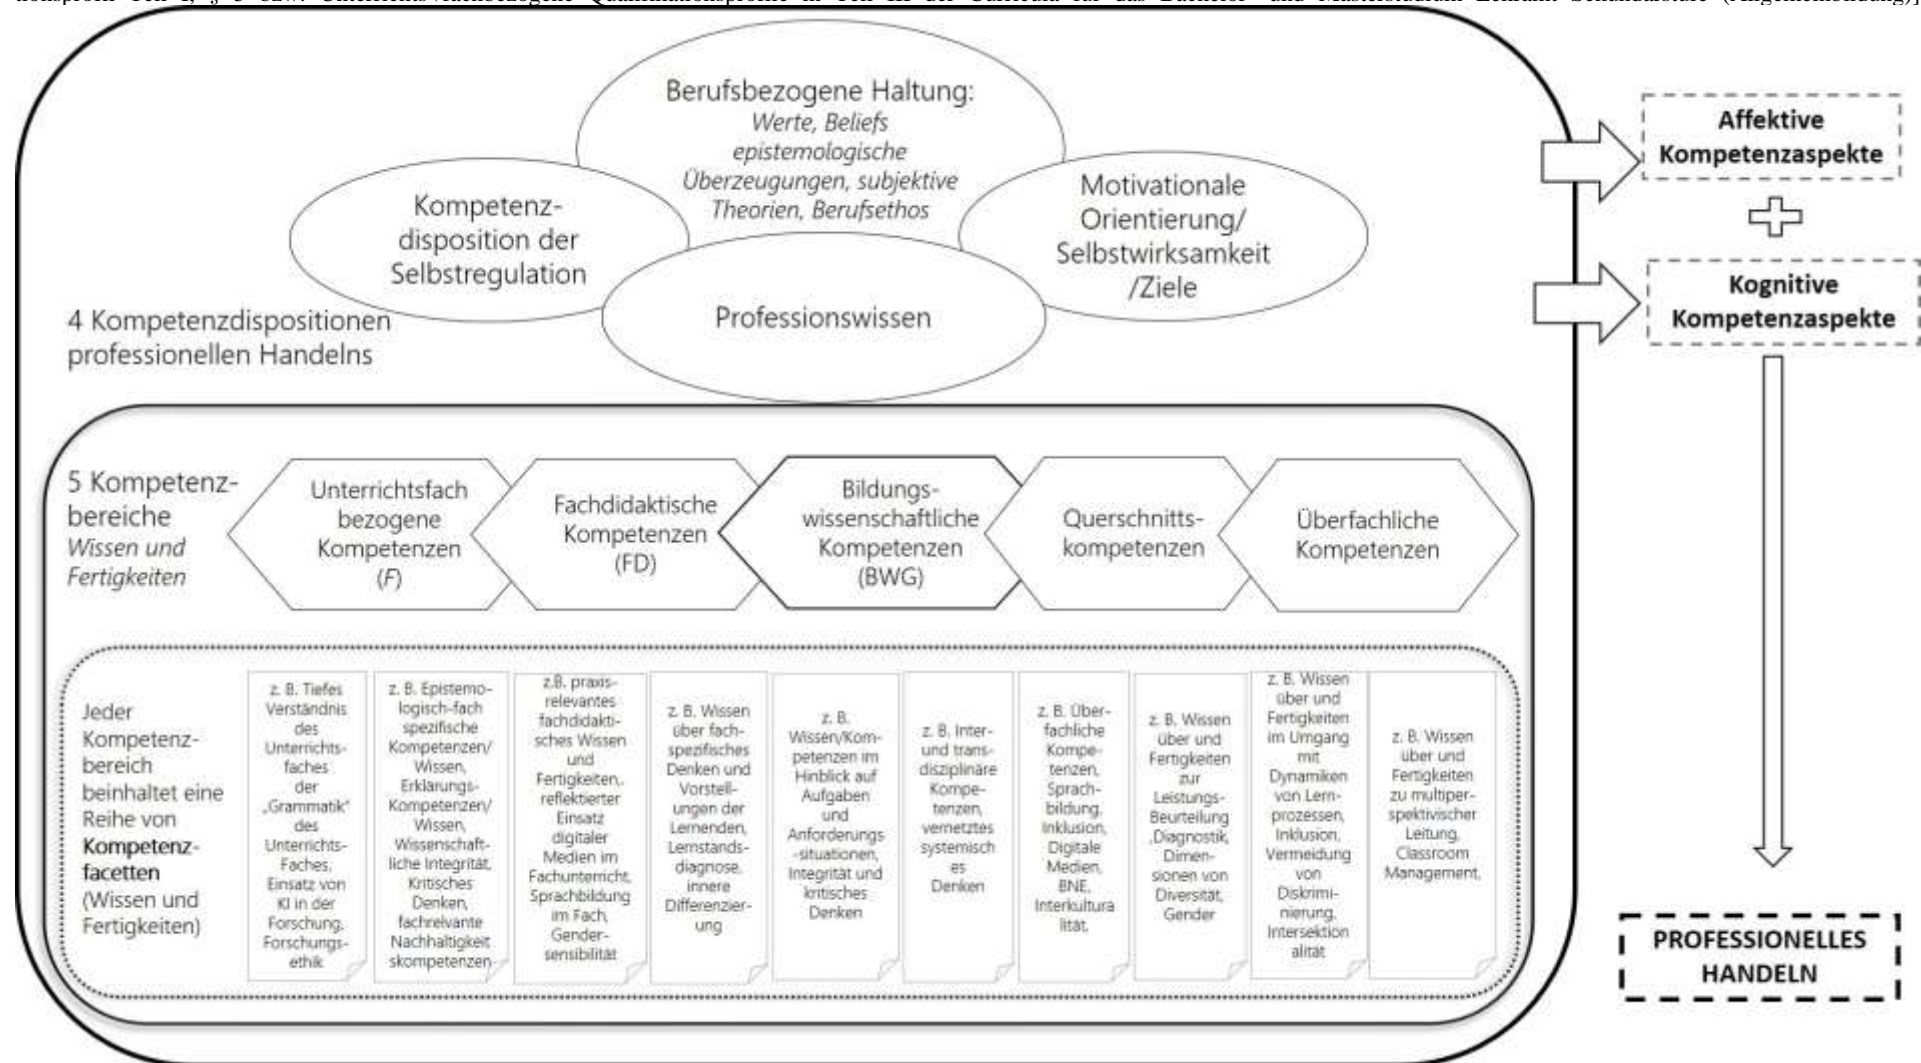 Berufsbezogene Haltung:
Werte, Beliefs
epistemologische
Überzeugungen, subjektive
Theorien, Berufsethos
Kompetenz-
disposition der
Selbstregulation
Motivationale
Orientierung/
Selbstwirksamkeit
/Ziele
Professionswissen
4 Kompetenzdispositionen
professionellen Handelns
Affektive
Kompetenzaspekte
Kognitive
Kompetenzaspekte
5 Kompetenz-
bereiche
Wissen und
Fertigkeiten
Unterrichtsfach
bezogene
Kompetenzen
(F)
Fachdidaktische
Kompetenzen
(FD)
Bildungs-
wissenschaftliche
Kompetenzen
(BWG)
Querschnitts-
kompetenzen
Überfachliche
Kompetenzen
Jeder
Kompetenz-
bereich
beinhaltet eine
Reihe von
Kompetenz-
facetten
(Wissen und
Fertigkeiten)
z. B. Tiefes
Verständnis
des
Unterrichts-
faches
der
„Grammatik"
des
Unterrichts-
Faches,
Einsatz von
KI in der
Forschung,
Forschungs-
ethik
z. B. Epistemo-
logisch-fach
spezifische
Kompetenzen/
Wissen,
Erklärungs-
Kompetenzen/
Wissen,
Wissenschaft-
liche Integrität,
Kritisches
Denken,
fachrelvante
Nachhaltigkeit
skompetenzen
z.B. praxis-
relevantes
fachdidakti-
sches Wissen
und
Fertigkeiten,
reflektierter
Einsatz
digitaler
Medien im
Fachunterricht,
Sprachbildung
im Fach,
Gender-
sensibilität
z. B. Wissen
über fach-
spezifisches
Denken und
Vorstell-
ungen der
Lernenden,
Lernstands-
diagnose,
innere
Differenzier-
ung
z. B.
Wissen/Kom-
petenzen im
Hinblick auf
Aufgaben
und
Anforderungs
-situationen,
Integrität und
kritisches
Denken
z. B. Inter-
und trans-
disziplinäre
Kompe-
tenzen,
vernetztes
systemisch
es
Denken
z. B. Über-
fachliche
Kompe-
tenzen,
Sprach-
bildung,
Inklusion,
Digitale
Medien,
BNE,
Interkultura
lität,
z. B. Wissen
über und
Fertigkeiten
zur
Leistungs-
Beurteilung
,Diagnostik,
Dimen-
sionen von
Diversität,
Gender
z. B. Wissen
über und
Fertigkeiten
im Umgang
mit
Dynamiken
von Lern-
prozessen,
Inklusion,
Vermeidung
von
Diskrimi-
nierung,
Intersektion
alität
z. B. Wissen
über und
Fertigkeiten
zu multiper-
spektivischer
Leitung,
Classroom
Management,
PROFESSIONELLES
HANDELN